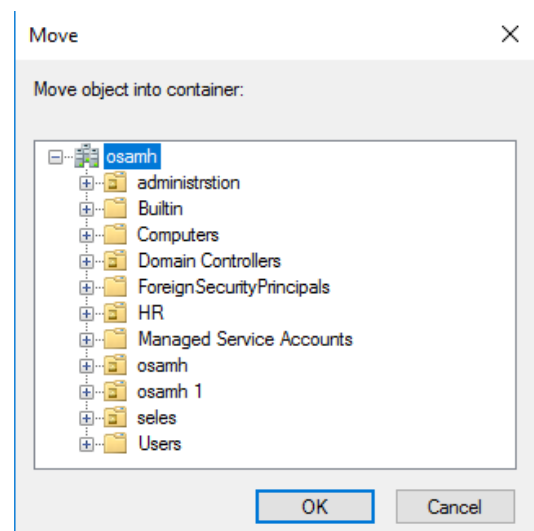 Move
Move object into container:
osamh
administrstion
Builtin
Computers
Domain Controllers
ForeignSecurityPrincipals
HR
Managed Service Accounts
osamh
osamh 1
seles
Users
OK Cancel